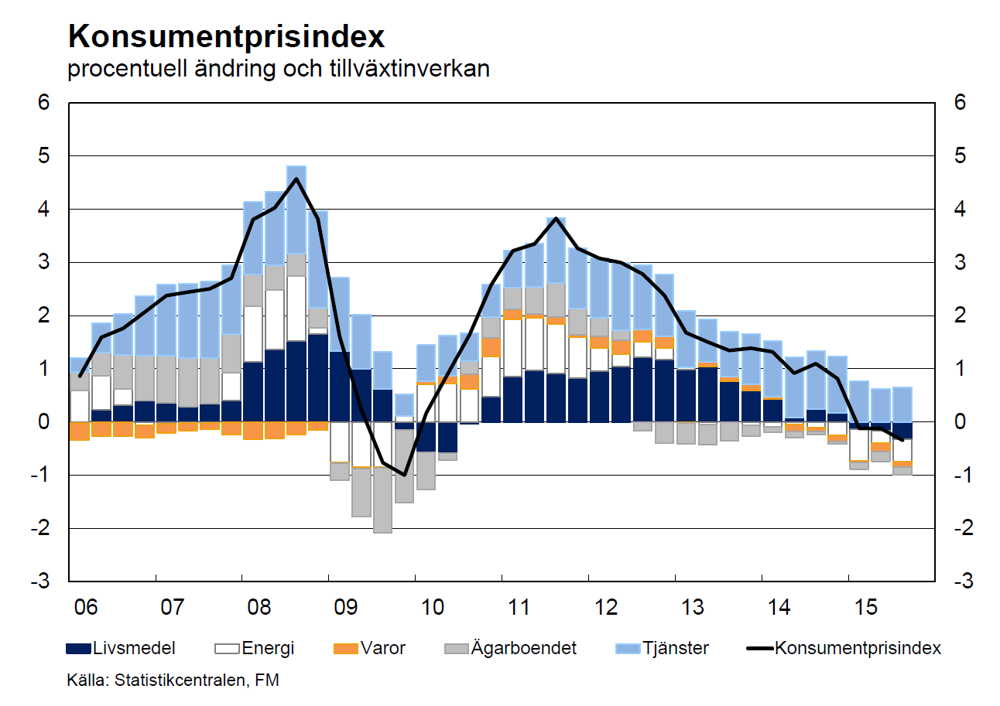 Konsumentprisindex
procentuell ändring och tillväxtinverkan
6 6
5 5
4 4
3 3
2 2
1 1
0 0
-1 -1
-2 -2
-3 -3
06 07 08 09 10 11 12 13 14 15
Livsmedel Energi Varor Ägarboendet Tjänster Konsumentprisindex
Källa: Statistikcentralen, FM